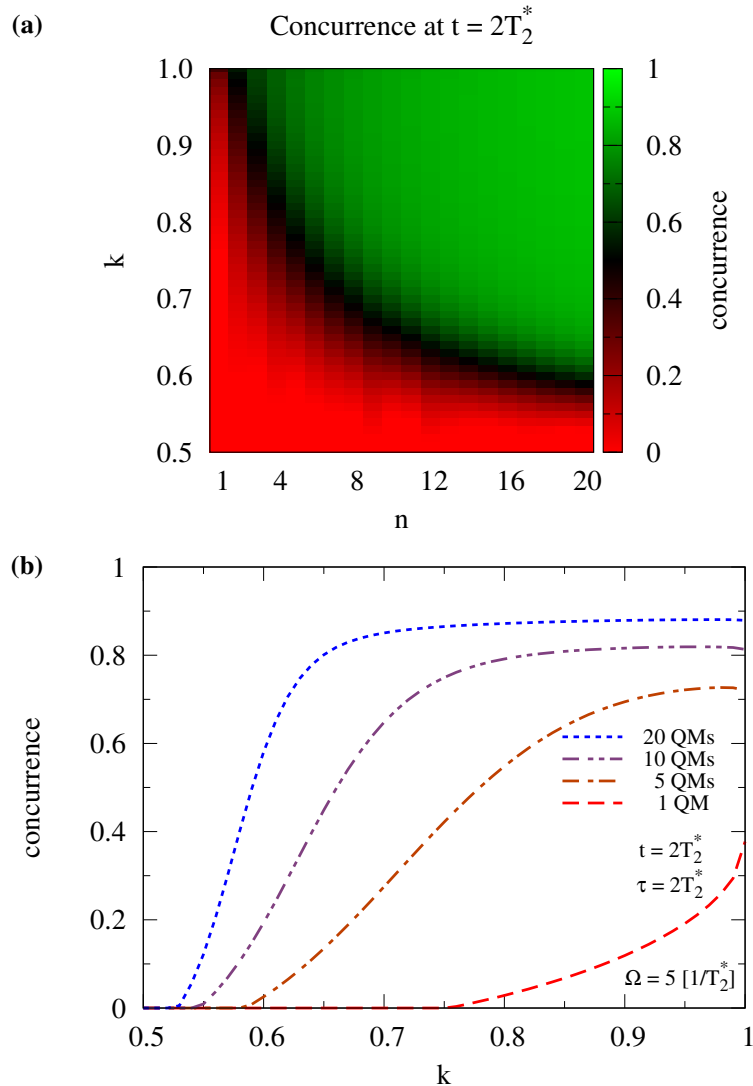 (a)
Concurrence at t = 2T₂*
1.0
0.9
0.8
0.7
0.6
0.5
k
1 4 8 12 16 20
n
1
0.8
0.6
0.4
0.2
0
concurrence
(b)
1
0.8
0.6
0.4
0.2
0
concurrence
20 QMs
10 QMs
5 QMs
1 QM
t = 2T₂*
τ = 2T₂*
Ω = 5 [1/T₂*]
0.5 0.6 0.7 0.8 0.9 1
k